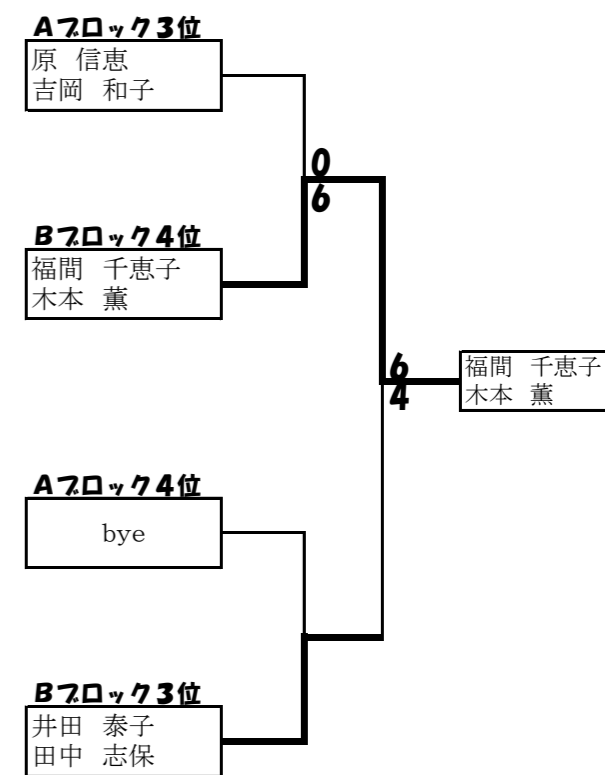 Aブロック3位
原 信恵
吉岡 和子
0
6
Bブロック4位
福間 千恵子
木本 薫
6
4
福間 千恵子
木本 薫
Aブロック4位
bye
Bブロック3位
井田 泰子
田中 志保